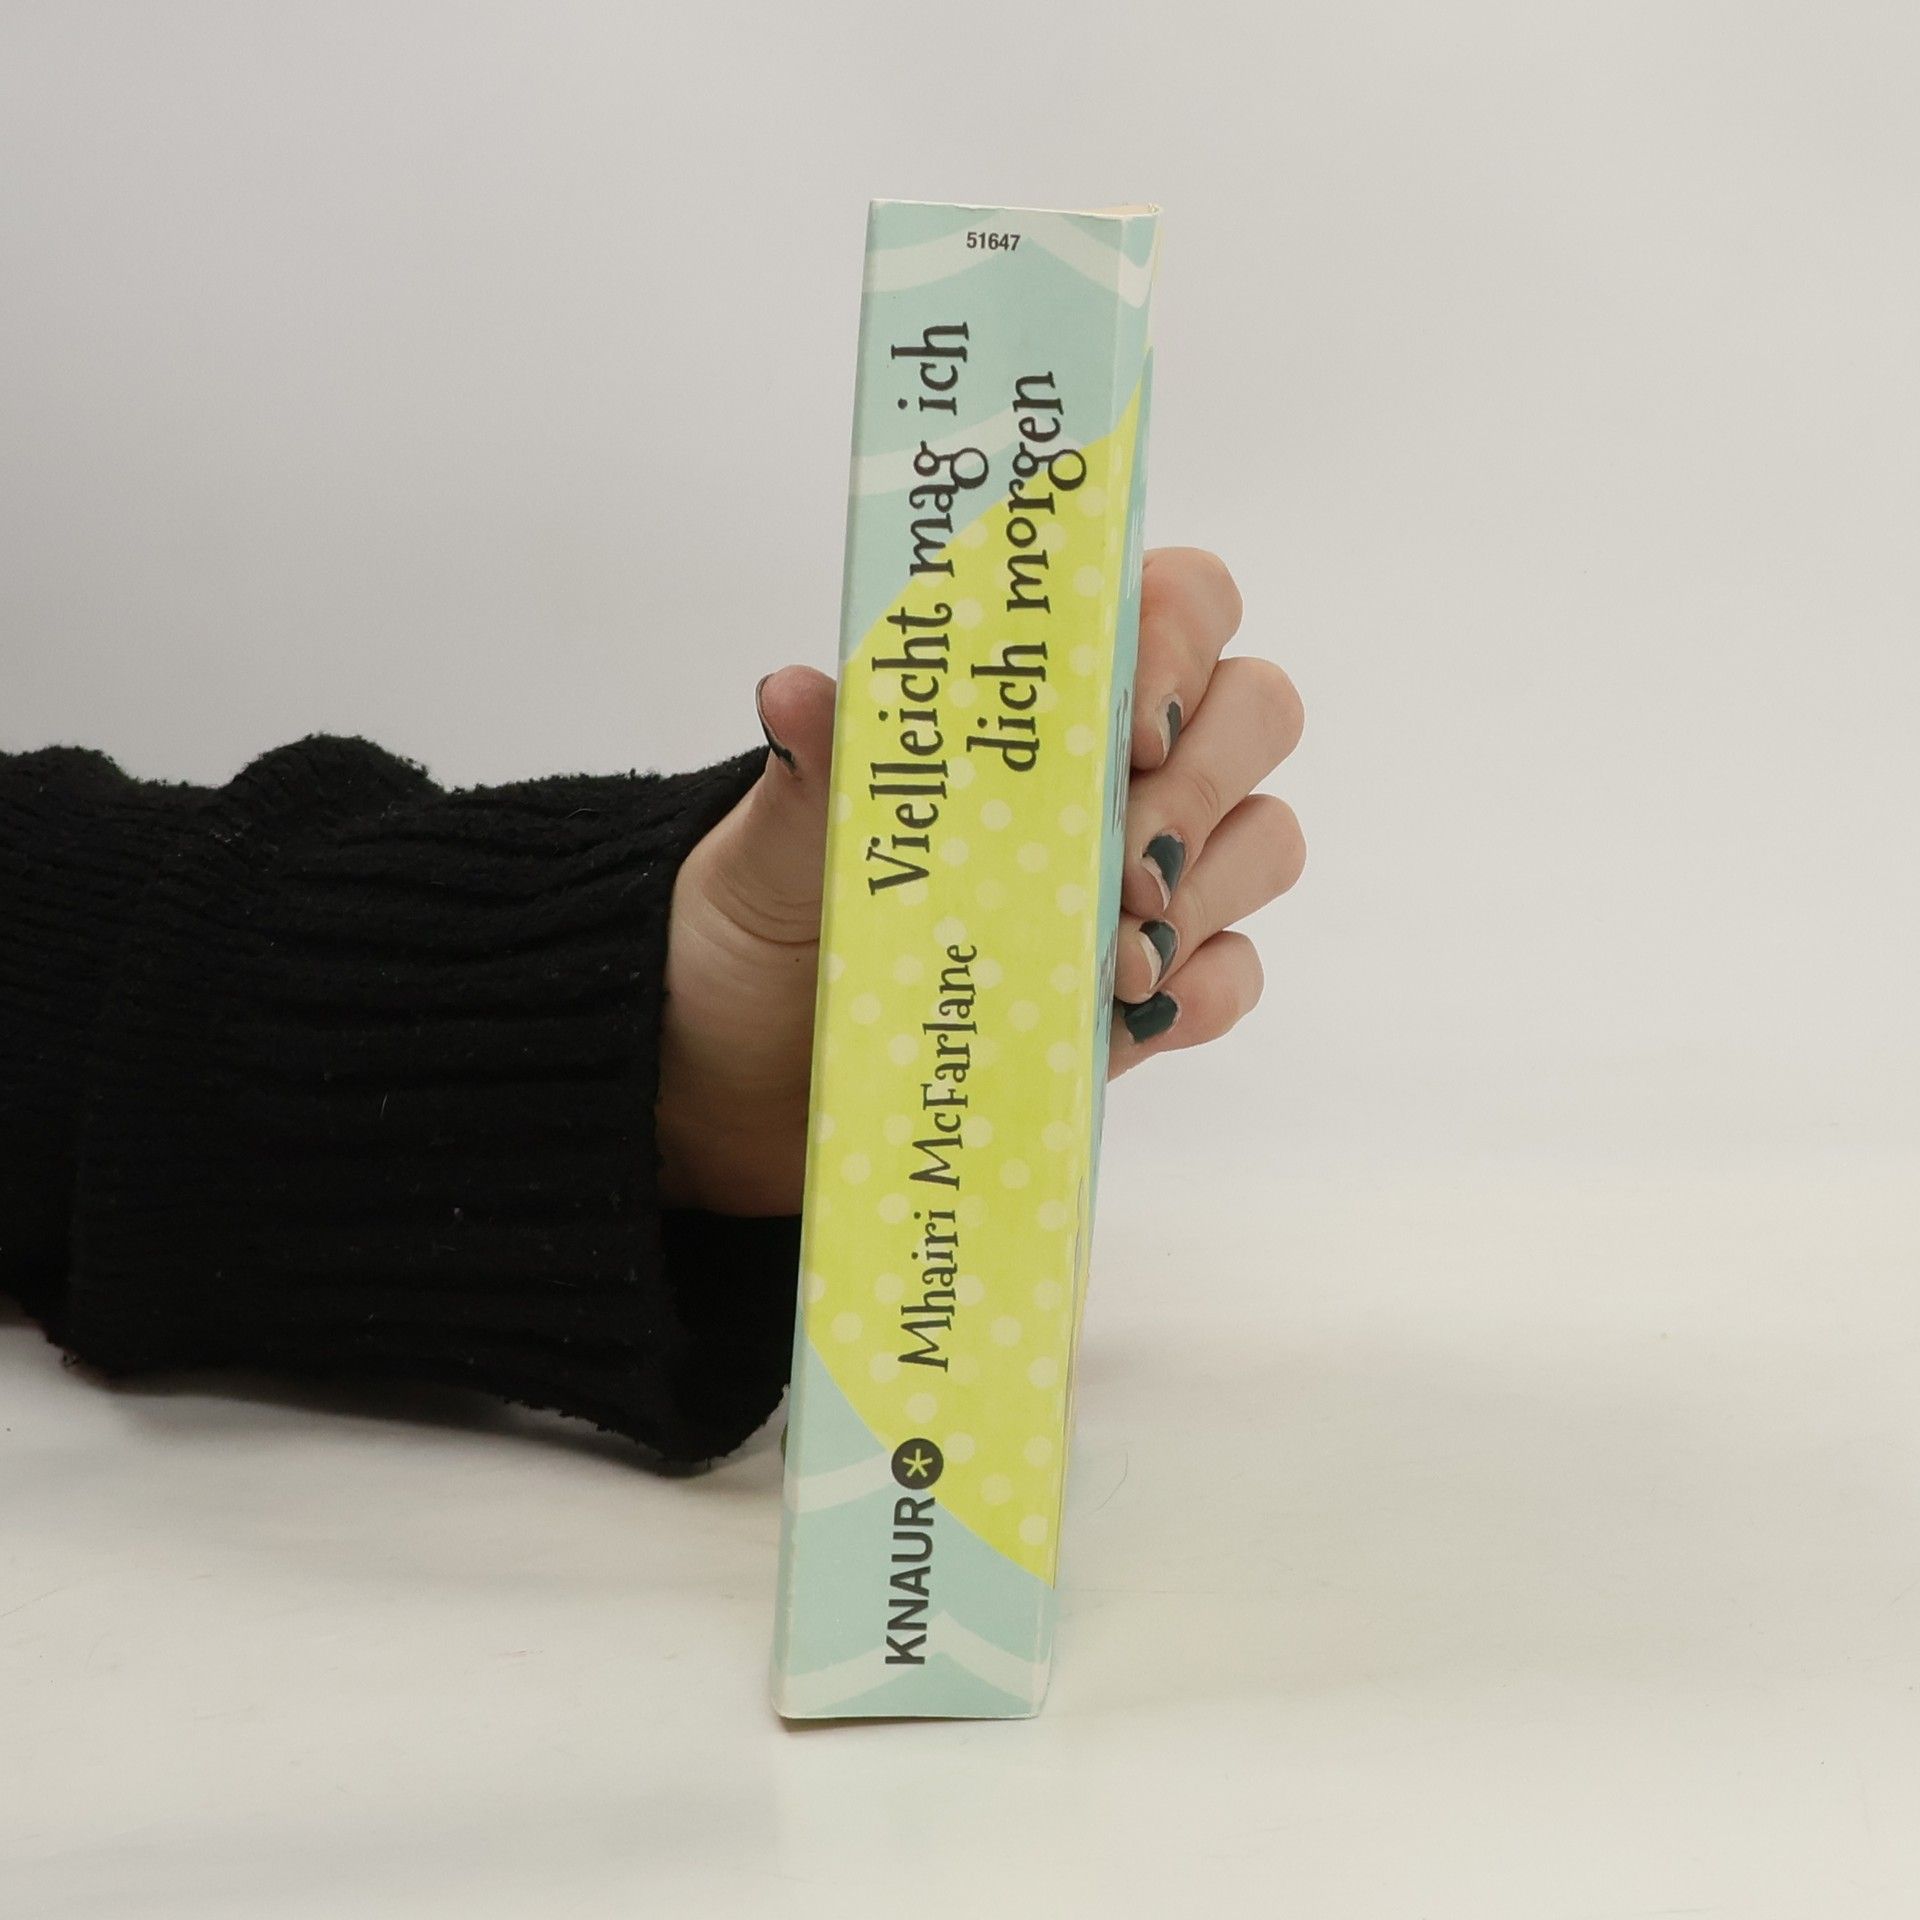 51647
Vielleicht mag ich
dich morgen
Mhairi McFarlane
KNAUR